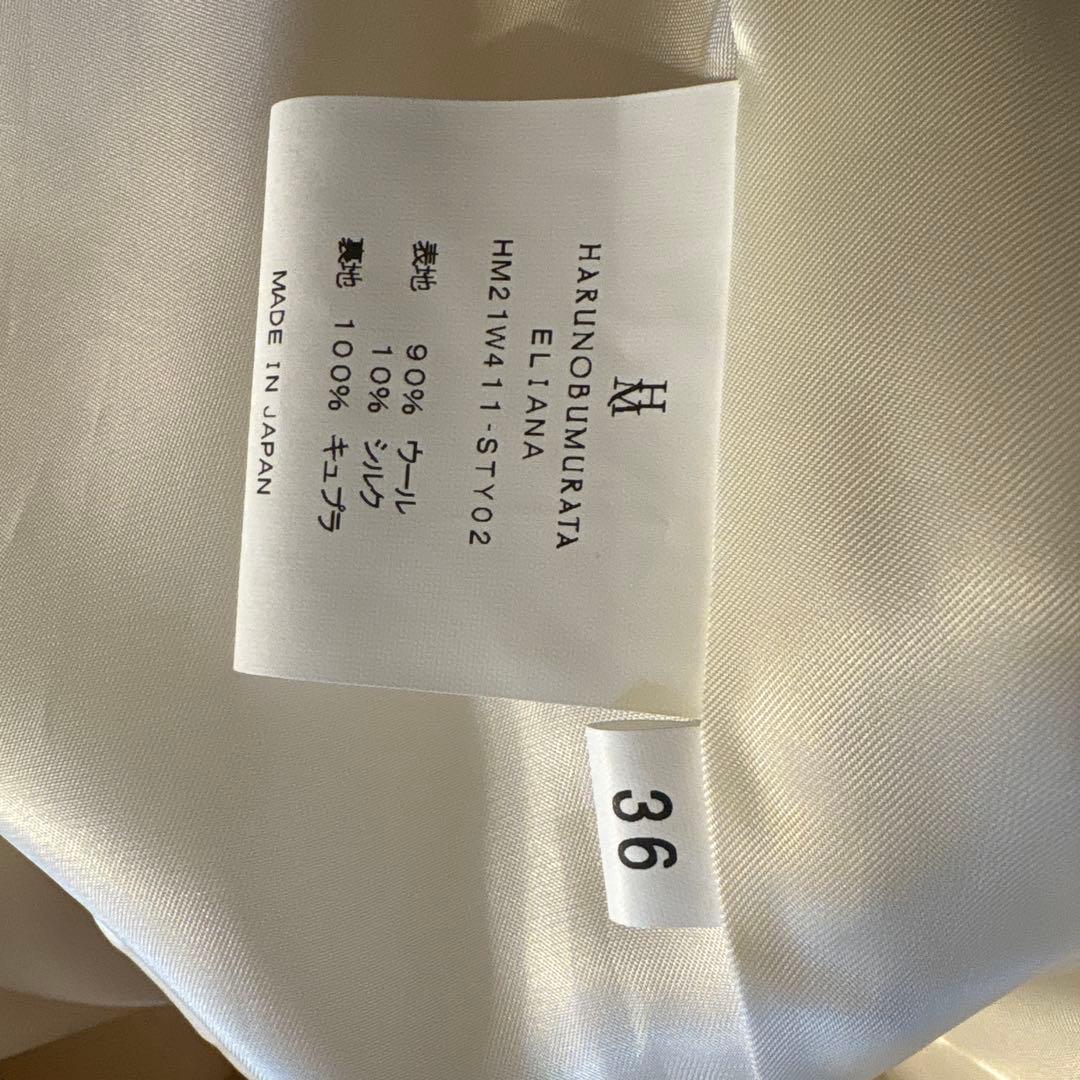 HM
HARUNOBUMURATA
ELIANA
HM21W411-STY02
表地 90% ウール
10% シルク
裏地 100% キュプラ
MADE IN JAPAN
36